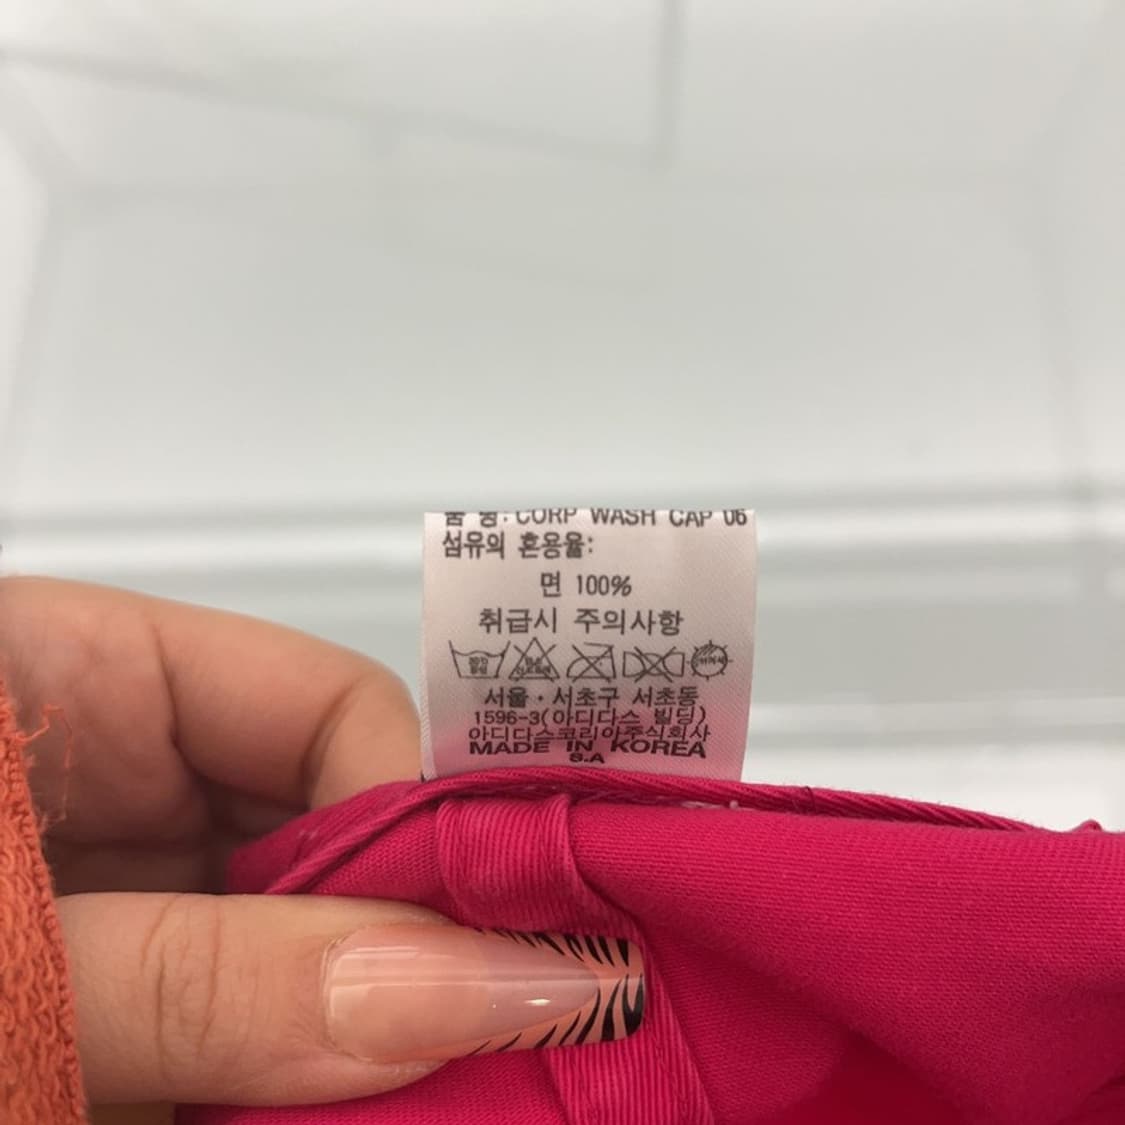 품 명: CORP WASH CAP 06
섬유의 혼용율:
면 100%
취급시 주의사항
서울·서초구 서초동
1596-3(아디다스 빌딩)
아디다스코리아주식회사
MADE IN KOREA
S.A